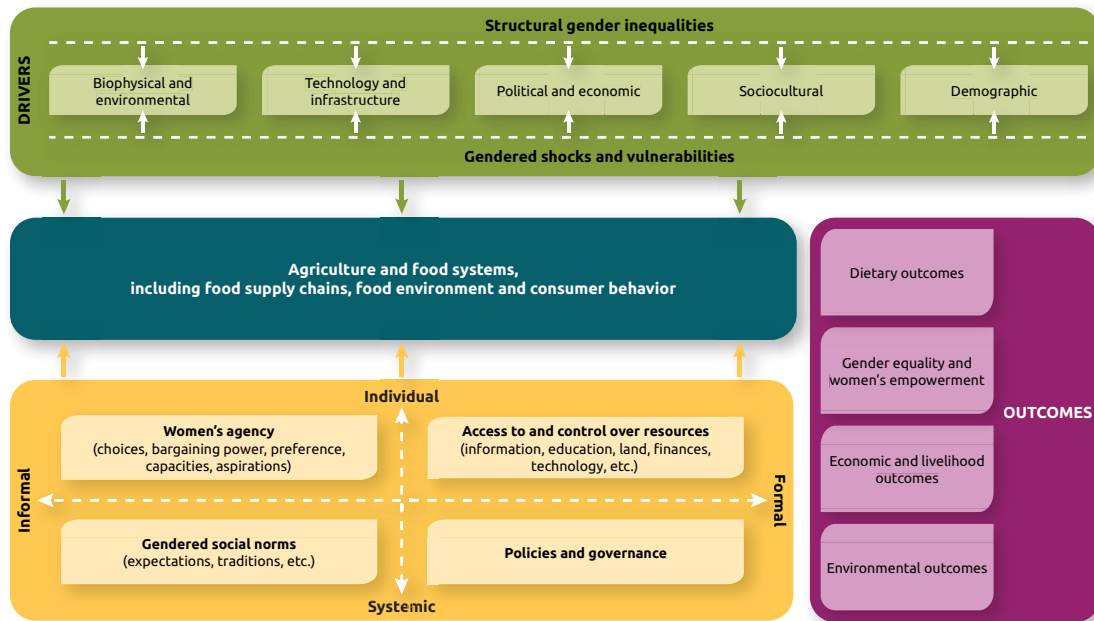 Structural gender inequalities
DRIVERS
Biophysical and
environmental
Technology and
infrastructure
Political and economic
Sociocultural
Demographic
Gendered shocks and vulnerabilities
Agriculture and food systems,
including food supply chains, food environment and consumer behavior
Individual
Women’s agency
(choices, bargaining power, preference,
capacities, aspirations)
Access to and control over resources
(information, education, land, finances,
technology, etc.)
Informal
Formal
Gendered social norms
(expectations, traditions, etc.)
Policies and governance
Systemic
Dietary outcomes
Gender equality and
women’s empowerment
OUTCOMES
Economic and livelihood
outcomes
Environmental outcomes